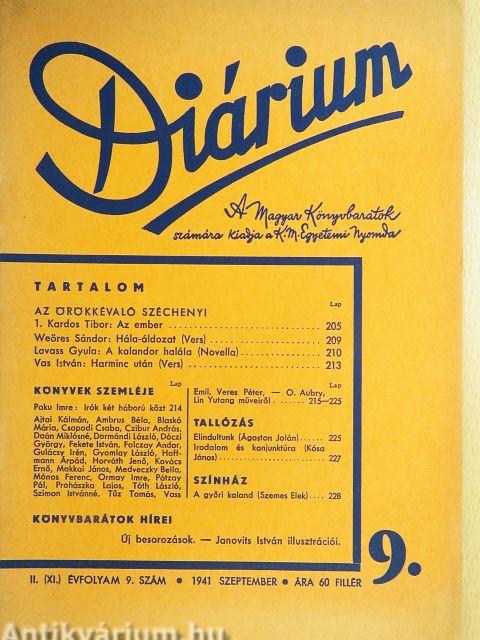 Diárium
A Magyar Könyvbarátok
számára kiadja a K. M. Egyetemi Nyomda
TARTALOM
Lap
AZ ÖRÖKKÉVALÓ SZÉCHENYI
1. Kardos Tibor: Az ember ........ 205
Weöres Sándor: Hála-áldozat (Vers) ........ 209
Lovass Gyula: A kalandor halála (Novella) ........ 210
Vas István: Harminc után (Vers) ........ 213
Lap
KÖNYVEK SZEMLÉJE
Paku Imre: Irók két háború közt 214
Ajtai Kálmán, Ambrus Béla, Blaskó
Mária, Csapodi Csaba, Czibur András,
Daán Miklósné, Dormándi László, Dóczi
György, Fekete István, Folczay Andor,
Gulácsy Irén, Gyomlay László, Hoff-
mann Árpád, Horváth Jenő, Kovács
Ernő, Makkai János, Medveczky Bella,
Mónos Ferenc, Ormay Imre, Pátzay
Pál, Prohászka Lajos, Tóth László,
Szimon Istvánné, Tűz Tamás, Vass
Lap
Emil, Veres Péter, — O. Aubry,
Lin Yutang műveiről. ...... 215—225
TALLÓZÁS
Elindultunk (Ágoston Jolán) ..... 225
Irodalom és konjunktúra (Kósa
János) ........ 227
SZÍNHÁZ
A győri kaland (Szemes Elek).... 228
KÖNYVBARÁTOK HÍREI
Új besorozások. — Janovits István illusztrációi.
9.
II. (XI.) ÉVFOLYAM 9. SZÁM • 1941 SZEPTEMBER • ÁRA 60 FILLÉR
Antikvárium.hu